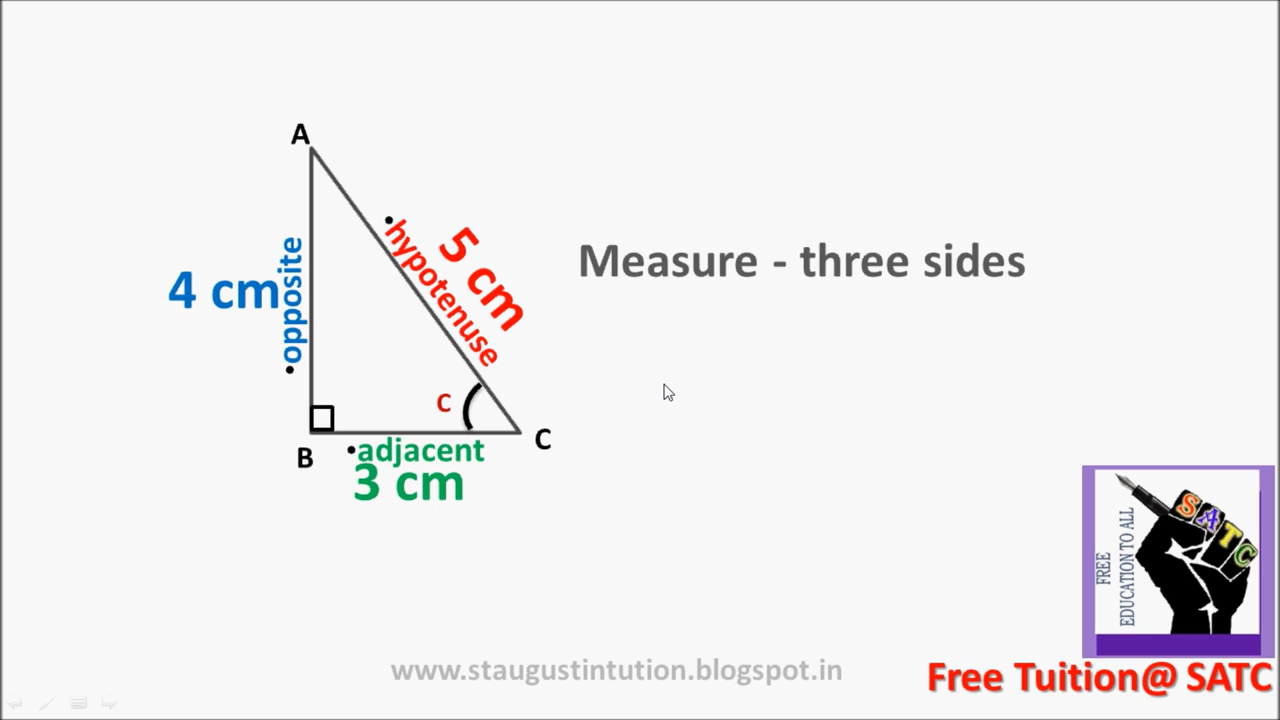 A
•hypotenuse
5 cm
Measure - three sides
4 cm
•opposite
C
B
C
•adjacent
3 cm
SATC
FREE
EDUCATION TO ALL
www.staugustintution.blogspot.in
Free Tuition@ SATC